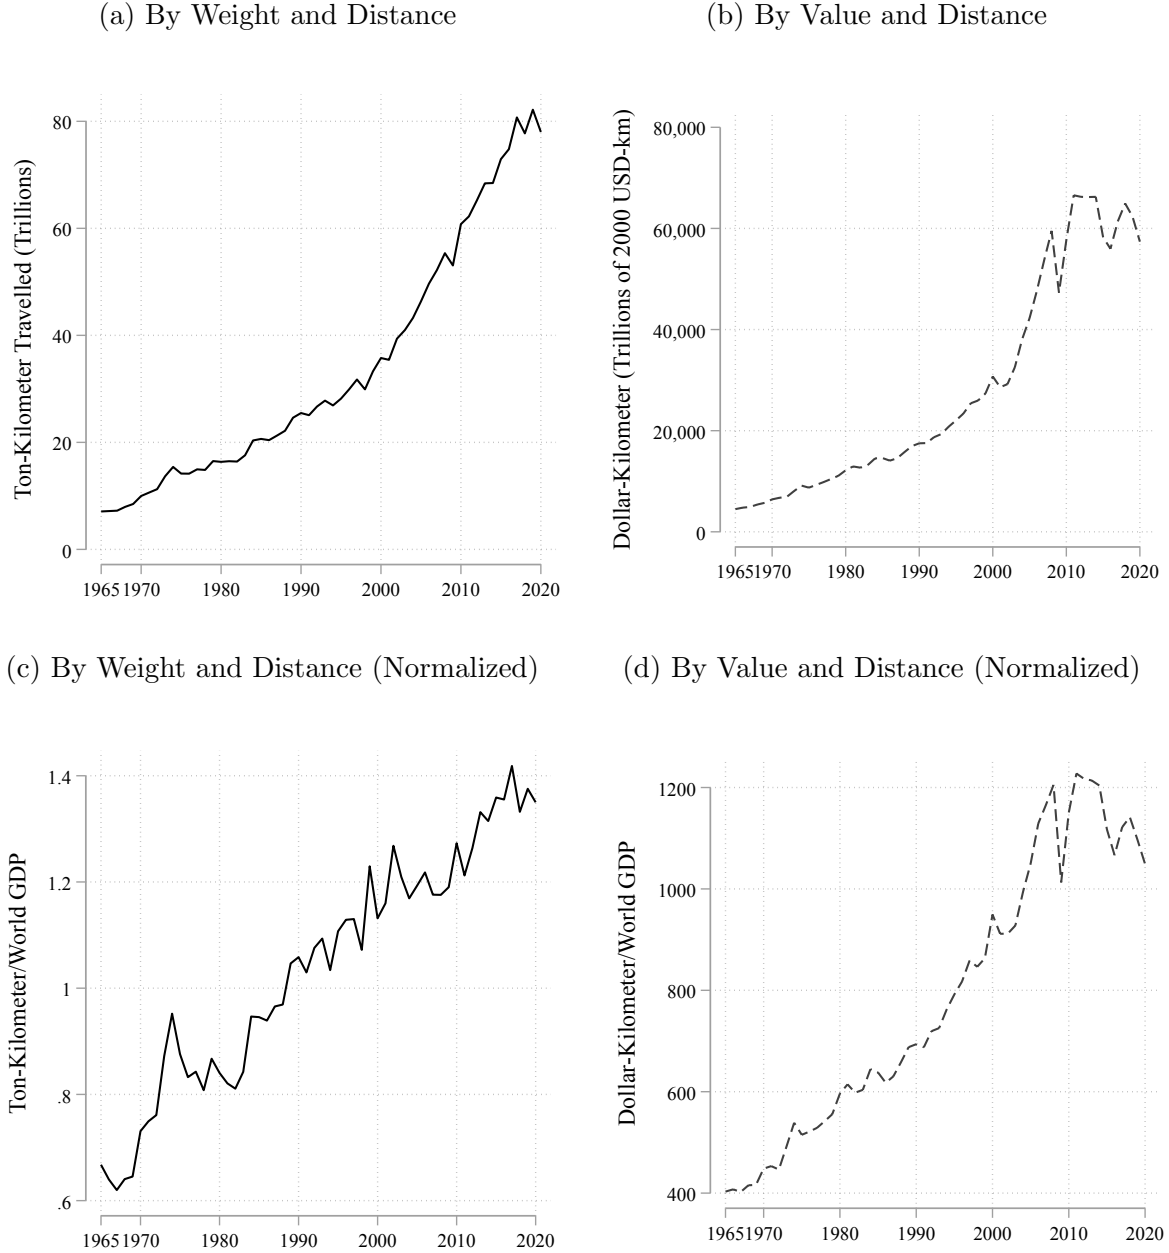 (a) By Weight and Distance
Ton-Kilometer Travelled (Trillions)
80
60
40
20
0
1965 1970 1980 1990 2000 2010 2020
(b) By Value and Distance
Dollar-Kilometer (Trillions of 2000 USD-km)
80,000
60,000
40,000
20,000
0
1965 1970 1980 1990 2000 2010 2020
(c) By Weight and Distance (Normalized)
Ton-Kilometer/World GDP
1.4
1.2
1
.8
.6
1965 1970 1980 1990 2000 2010 2020
(d) By Value and Distance (Normalized)
Dollar-Kilometer/World GDP
1200
1000
800
600
400
1965 1970 1980 1990 2000 2010 2020